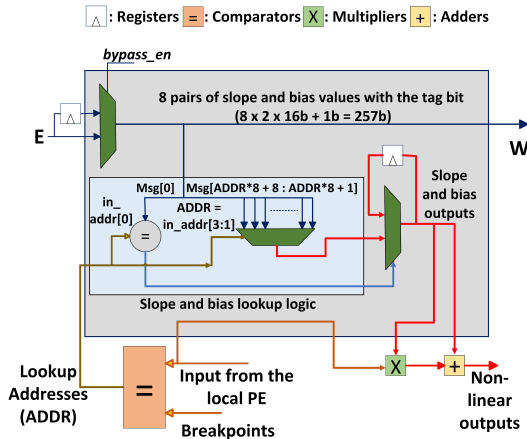 : Registers = : Comparators X : Multipliers + : Adders
bypass_en
8 pairs of slope and bias values with the tag bit
(8 x 2 x 16b + 1b = 257b)
E
W
Msg[0] Msg[ADDR*8 + 8 : ADDR*8 + 1]
in_
addr[0]
ADDR =
in_addr[3:1]
=
Slope
and bias
outputs
Slope and bias lookup logic
Lookup
Addresses
(ADDR)
=
Input from the
local PE
Breakpoints
X
+
Non-
linear
outputs